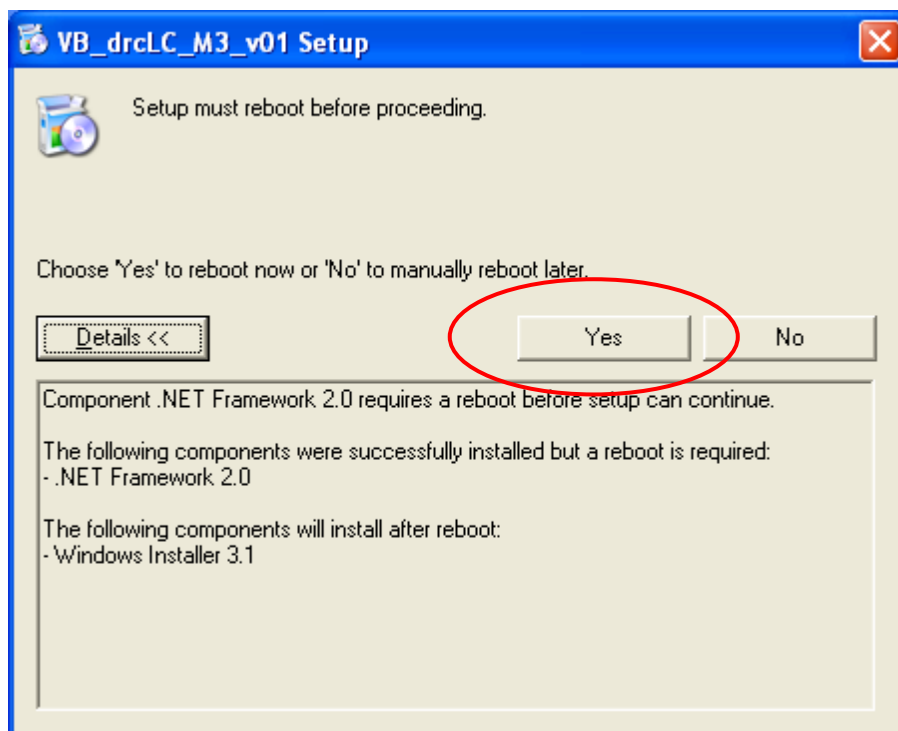 VB_drcLC_M3_v01 Setup
Setup must reboot before proceeding.
Choose 'Yes' to reboot now or 'No' to manually reboot later.
Details <<
Yes
No
Component .NET Framework 2.0 requires a reboot before setup can continue.
The following components were successfully installed but a reboot is required:
- .NET Framework 2.0
The following components will install after reboot:
- Windows Installer 3.1